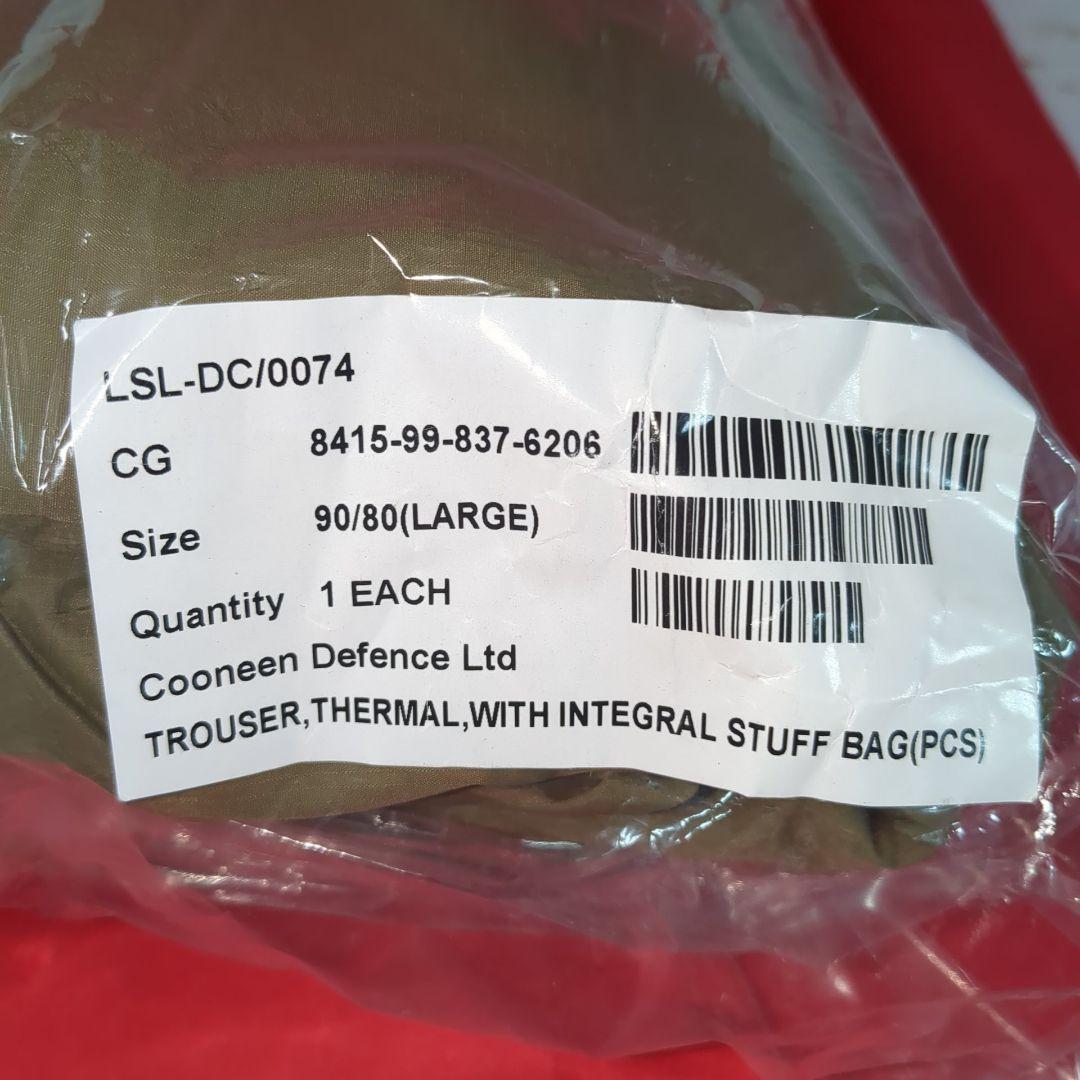 LSL-DC/0074
CG 8415-99-837-6206
Size 90/80(LARGE)
Quantity 1 EACH
Cooneen Defence Ltd
TROUSER,THERMAL,WITH INTEGRAL STUFF BAG(PCS)